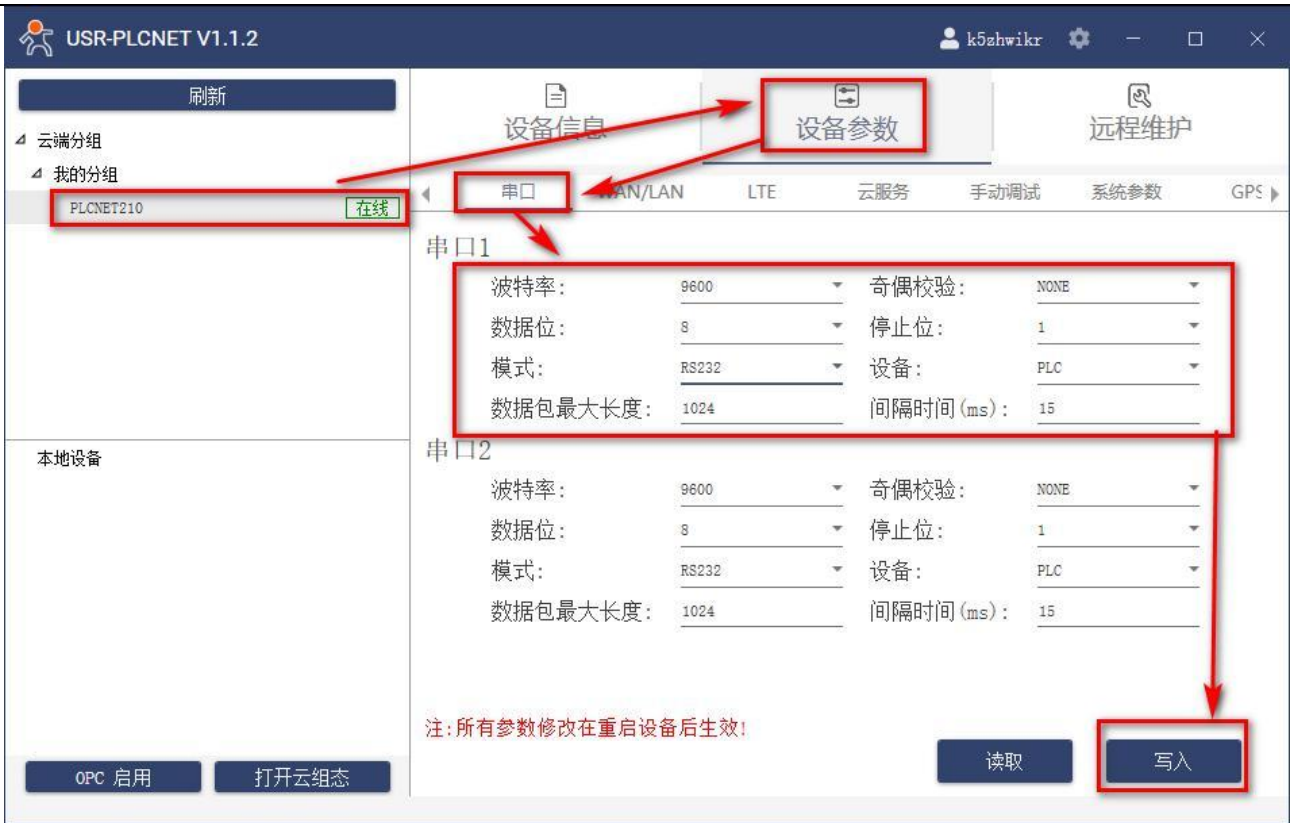 USR-PLCNET V1.1.2
k5zhwikr
刷新
云端分组
我的分组
PLCNET210 在线
本地设备
OPC 启用 打开云组态
设备信息 设备参数 远程维护
串口 WAN/LAN LTE 云服务 手动调试 系统参数 GPS
串口1
波特率: 9600 奇偶校验: NONE
数据位: 8 停止位: 1
模式: RS232 设备: PLC
数据包最大长度: 1024 间隔时间(ms): 15
串口2
波特率: 9600 奇偶校验: NONE
数据位: 8 停止位: 1
模式: RS232 设备: PLC
数据包最大长度: 1024 间隔时间(ms): 15
注:所有参数修改在重启设备后生效!
读取 写入